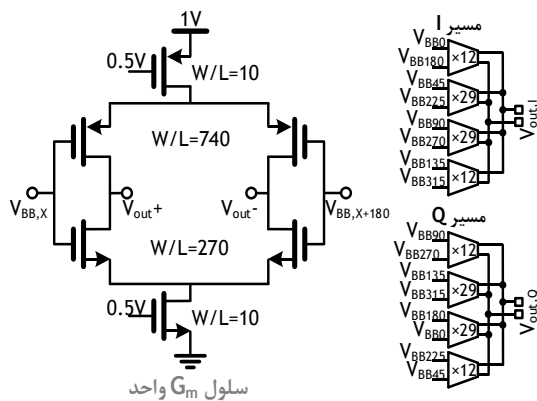 1V
0.5V
W/L=10
W/L=740
V_BB,X
V_out+
V_out-
V_BB,X+180
W/L=270
0.5V
W/L=10
سلول G_m واحد
مسیر I
V_BB0
V_BB180
×12
V_BB45
V_BB225
×29
V_BB90
V_BB270
×29
V_BB135
V_BB315
×12
V_out,I
مسیر Q
V_BB90
V_BB270
×12
V_BB135
V_BB315
×29
V_BB180
V_BB0
×29
V_BB225
V_BB45
×12
V_out,Q